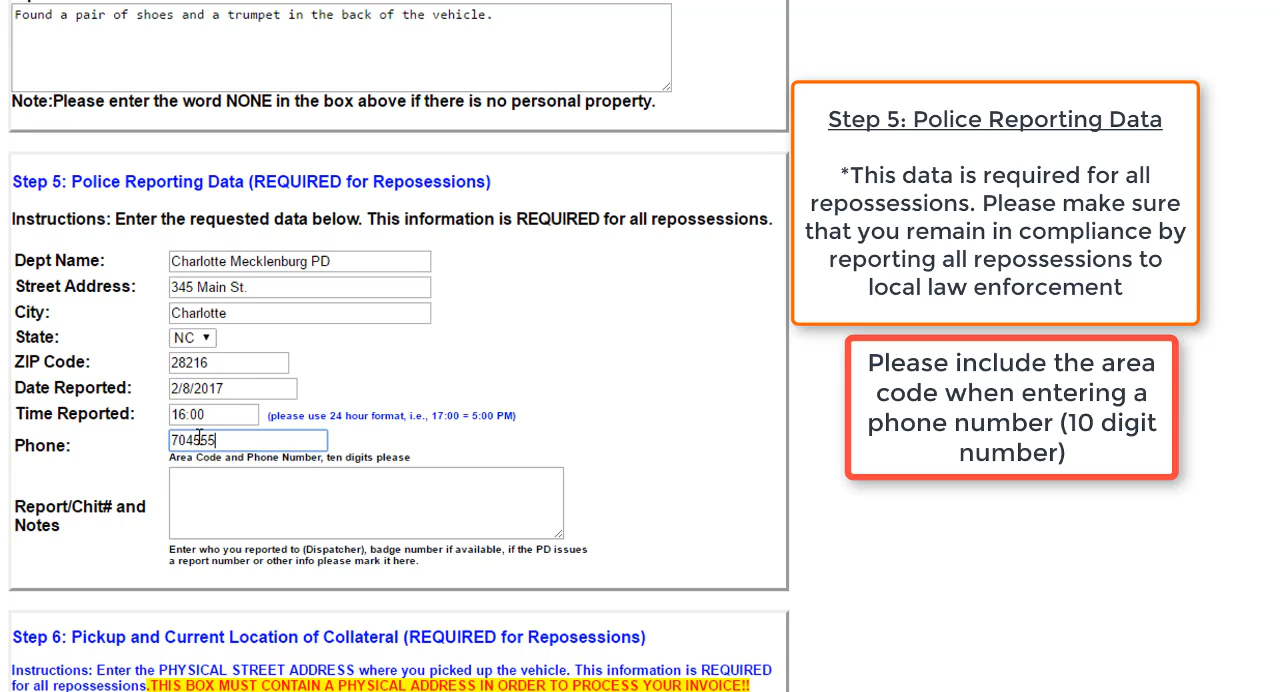 Found a pair of shoes and a trumpet in the back of the vehicle.
Note:Please enter the word NONE in the box above if there is no personal property.
Step 5: Police Reporting Data (REQUIRED for Reposessions)
Instructions: Enter the requested data below. This information is REQUIRED for all repossessions.
Dept Name: Charlotte Mecklenburg PD
Street Address: 345 Main St.
City: Charlotte
State: NC
ZIP Code: 28216
Date Reported: 2/8/2017
Time Reported: 16:00 (please use 24 hour format, i.e., 17:00 = 5:00 PM)
Phone: 704555
Area Code and Phone Number, ten digits please
Report/Chit# and
Notes
Enter who you reported to (Dispatcher), badge number if available, if the PD issues
a report number or other info please mark it here.
Step 6: Pickup and Current Location of Collateral (REQUIRED for Reposessions)
Instructions: Enter the PHYSICAL STREET ADDRESS where you picked up the vehicle. This information is REQUIRED
for all repossessions.THIS BOX MUST CONTAIN A PHYSICAL ADDRESS IN ORDER TO PROCESS YOUR INVOICE!!
Step 5: Police Reporting Data
*This data is required for all
repossessions. Please make sure
that you remain in compliance by
reporting all repossessions to
local law enforcement
Please include the area
code when entering a
phone number (10 digit
number)